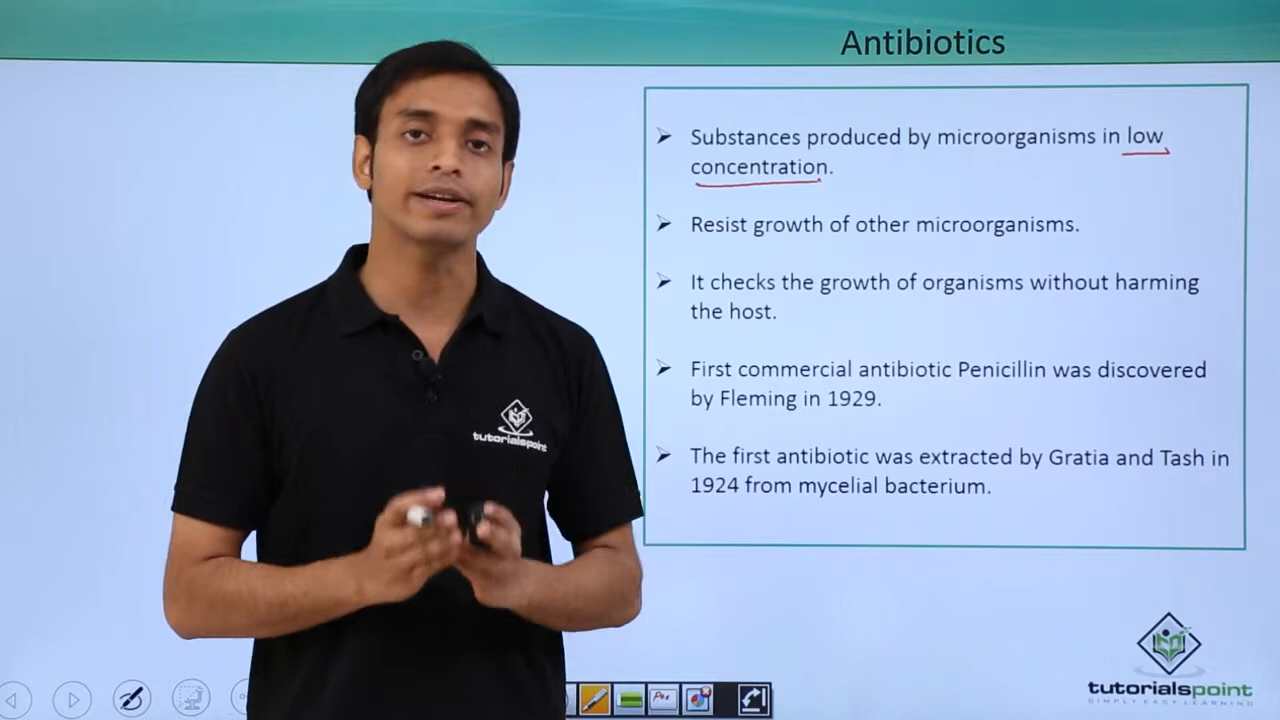 Antibiotics
Substances produced by microorganisms in low
concentration.
Resist growth of other microorganisms.
It checks the growth of organisms without harming
the host.
First commercial antibiotic Penicillin was discovered
by Fleming in 1929.
The first antibiotic was extracted by Gratia and Tash in
1924 from mycelial bacterium.
tutorialspoint
tutorialspoint
SIMPLY EASY LEARNING